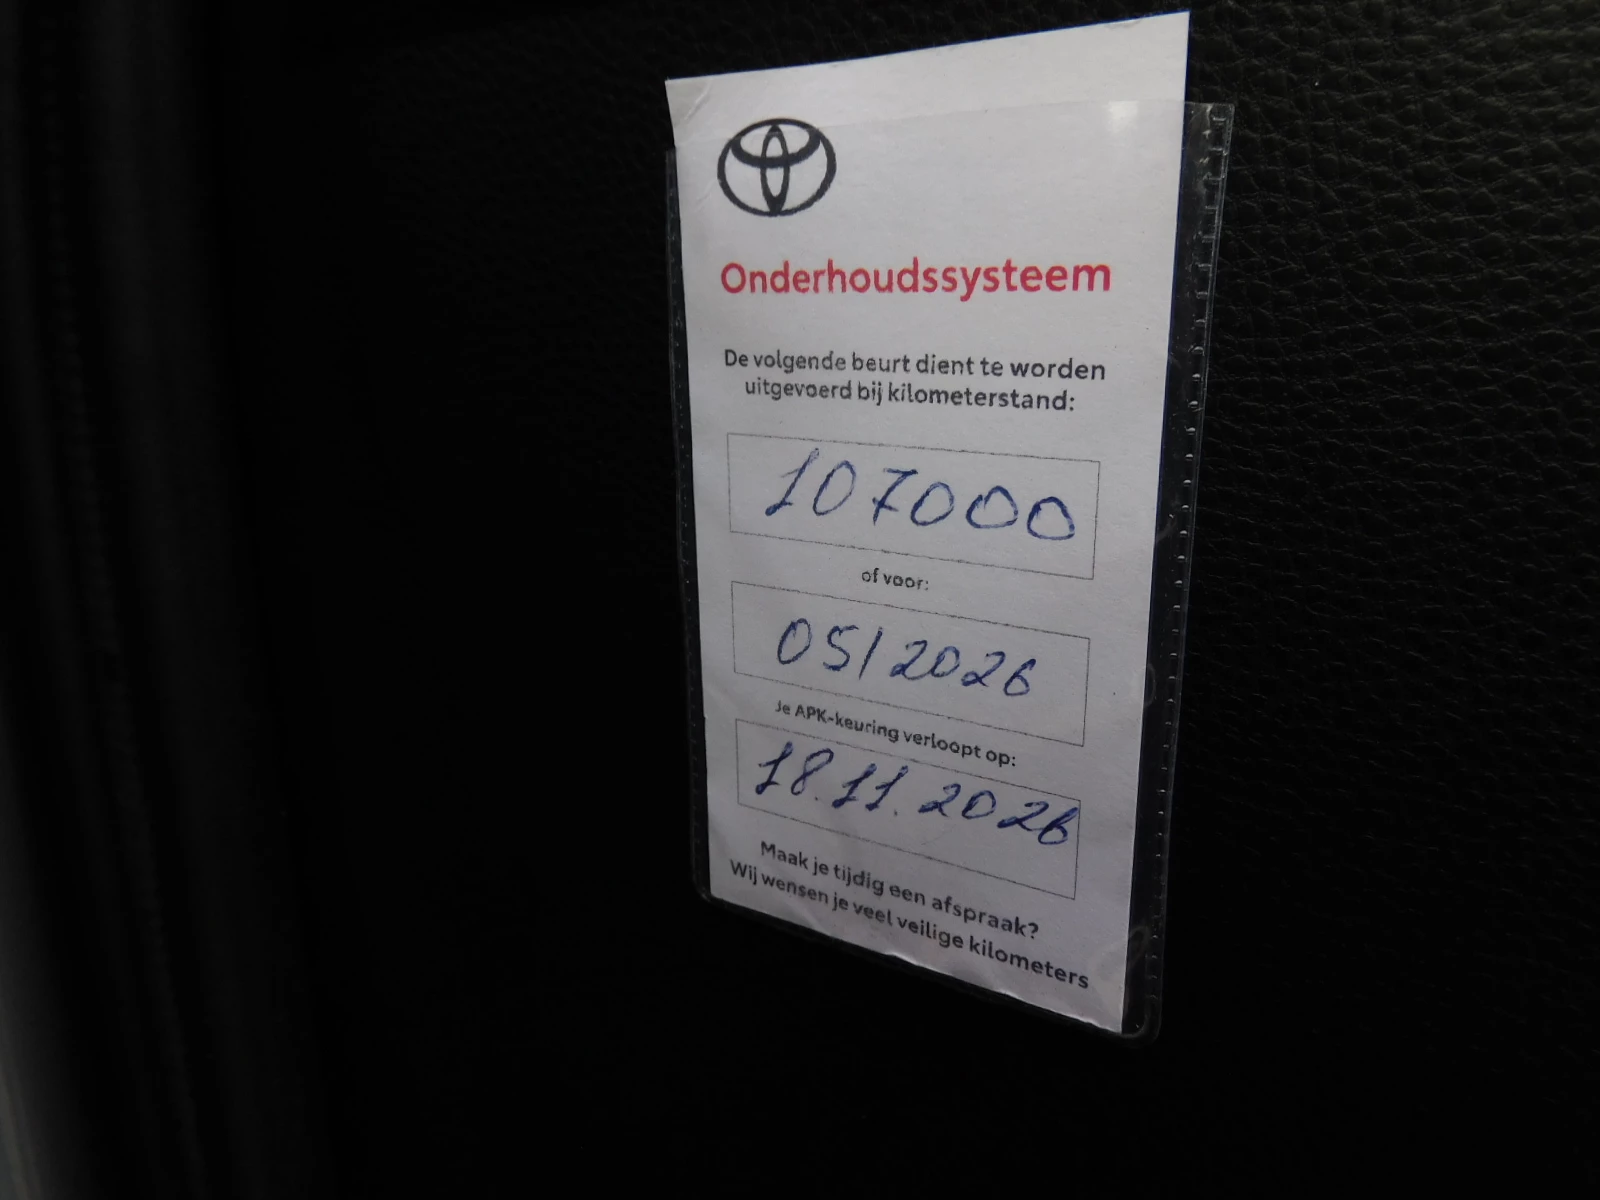 Onderhoudssysteem
De volgende beurt dient te worden
uitgevoerd bij kilometerstand:
107000
of voor:
05/2026
Je APK-keuring verloopt op:
18.11.2026
Maak je tijdig een afspraak?
Wij wensen je veel veilige kilometers